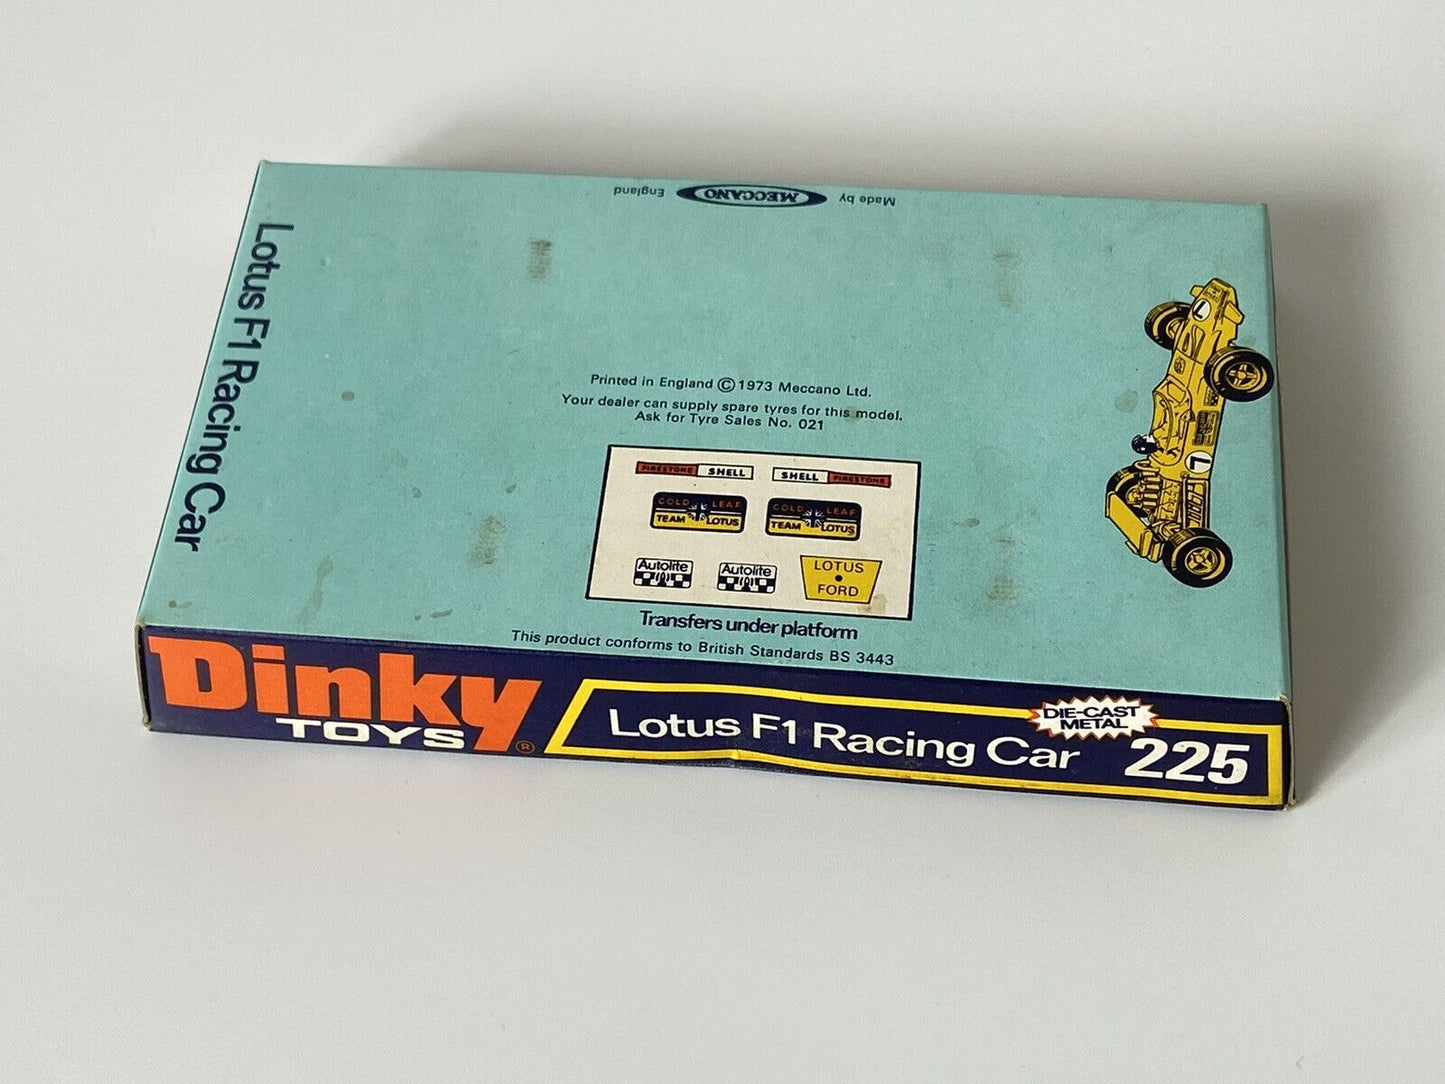 Made by MECCANO England
Lotus F1 Racing Car
Printed in England © 1973 Meccano Ltd.
Your dealer can supply spare tyres for this model.
Ask for Tyre Sales No. 021
FIRESTONE SHELL
SHELL FIRESTONE
GOLD LEAF
TEAM LOTUS
GOLD LEAF
TEAM LOTUS
Autolite
Autolite
LOTUS
FORD
Transfers under platform
This product conforms to British Standards BS 3443
Dinky
TOYS®
Lotus F1 Racing Car
DIE-CAST
METAL
225